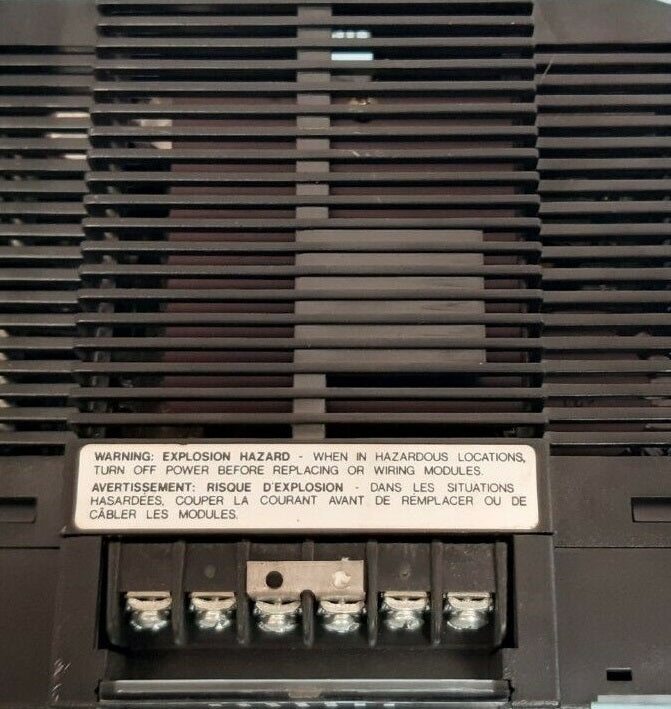 WARNING: EXPLOSION HAZARD - WHEN IN HAZARDOUS LOCATIONS,
TURN OFF POWER BEFORE REPLACING OR WIRING MODULES.
AVERTISSEMENT: RISQUE D'EXPLOSION - DANS LES SITUATIONS
HASARDÉES, COUPER LA COURANT AVANT DE RÉMPLACER OU DE
CÂBLER LES MODULES.